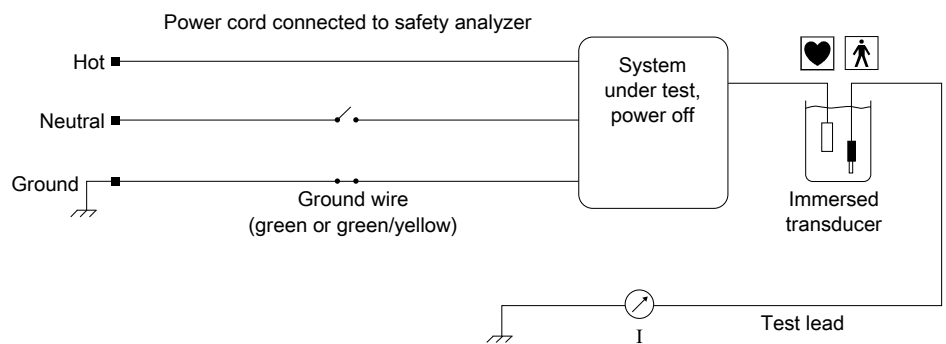 Power cord connected to safety analyzer
Hot
Neutral
Ground
Ground wire
(green or green/yellow)
System
under test,
power off
Immersed
transducer
Test lead
I